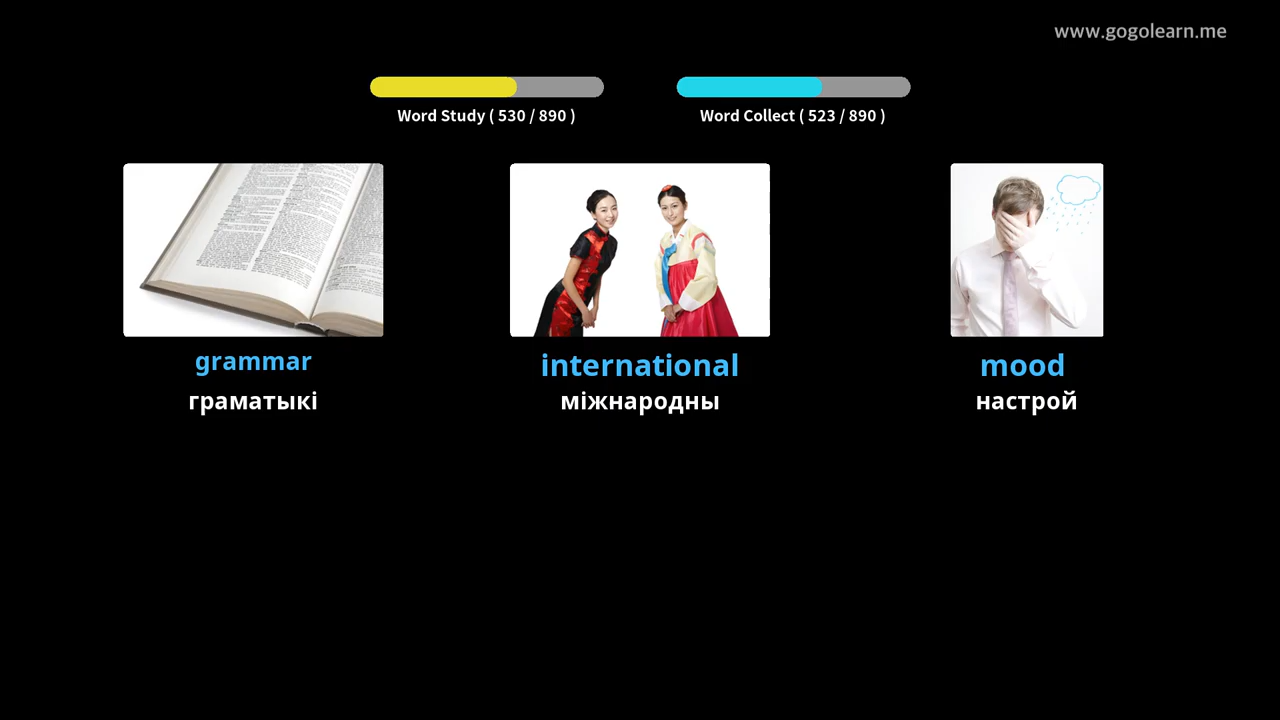 www.gogolearn.me
Word Study ( 530 / 890 )
Word Collect ( 523 / 890 )
grammar
граматыкі
international
міжнародны
mood
настрой